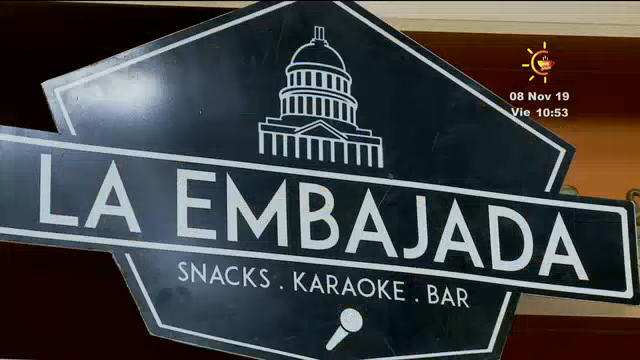 08 Nov 19
Vie 10:53
LA EMBAJADA
SNACKS . KARAOKE . BAR